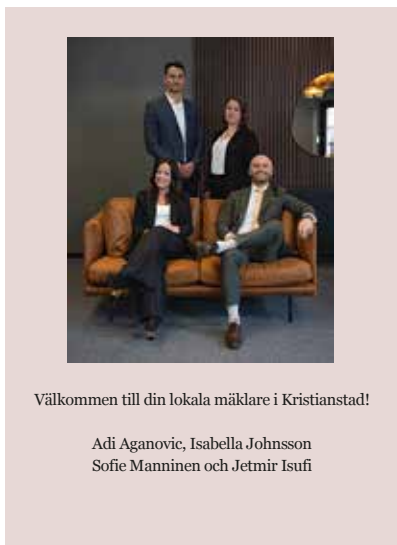 Välkommen till din lokala mäklare i Kristianstad!
Adi Aganovic, Isabella Johnsson
Sofie Manninen och Jetmir Isufi